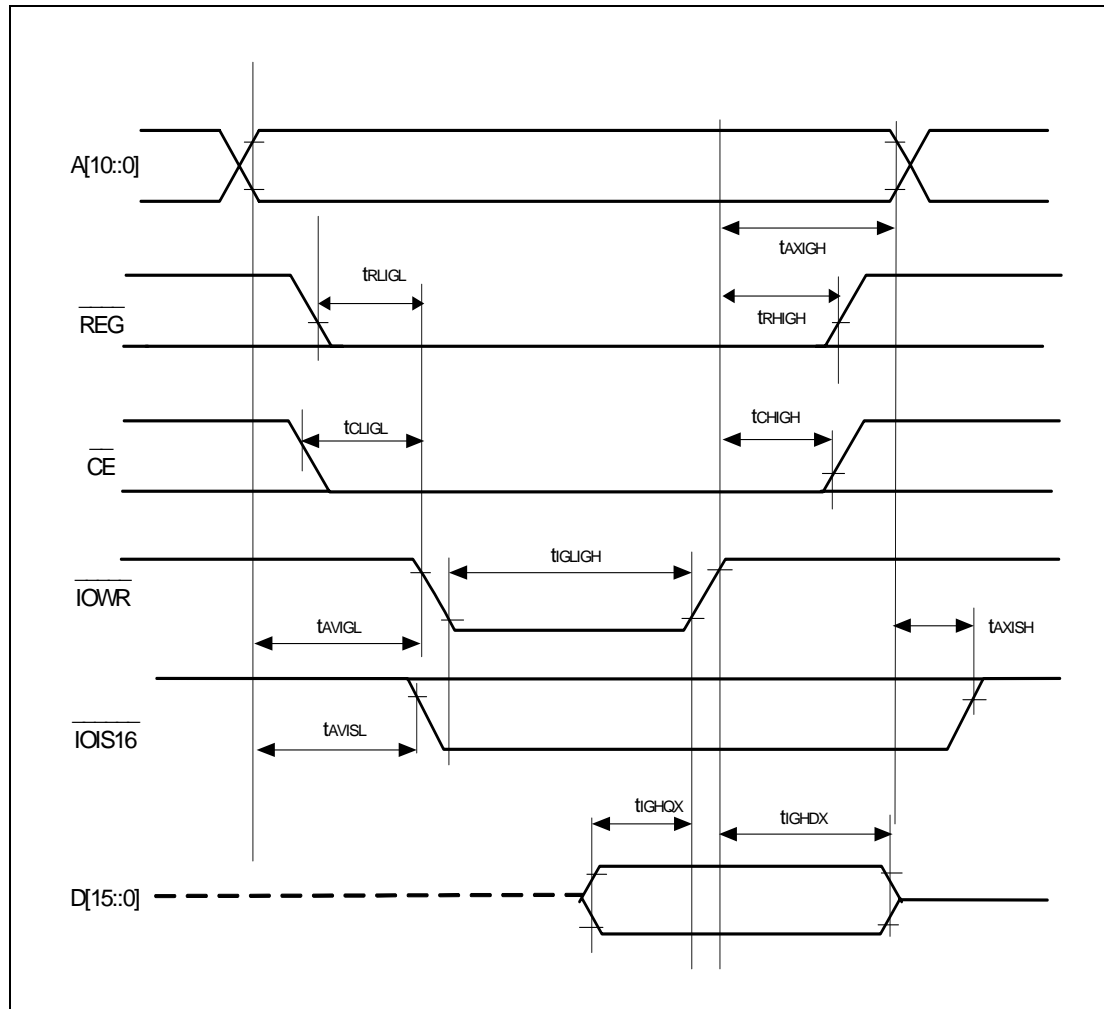 A[10::0]
tAXIGH
tRLIGL
REG
tRHIGH
tCLIGL
tCHIGH
CE
tIGLIGH
IOWR
tAVIGL
tAXISH
IOIS16
tAVISL
tIGHQX
tIGHDX
D[15::0]